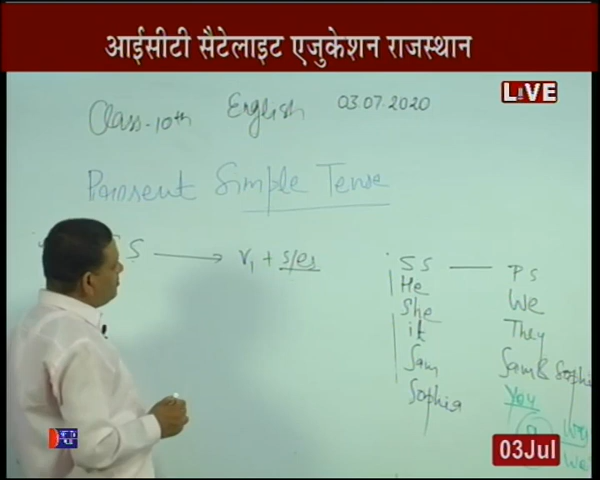 आईसीटी सैटेलाइट एजुकेशन राजस्थान
LIVE
Class-10th English 03.07.2020
Present Simple Tense
S → V1 + s/es
SS — PS
He We
She They
it Sam & Sophia
Sam You
Sophia
03Jul